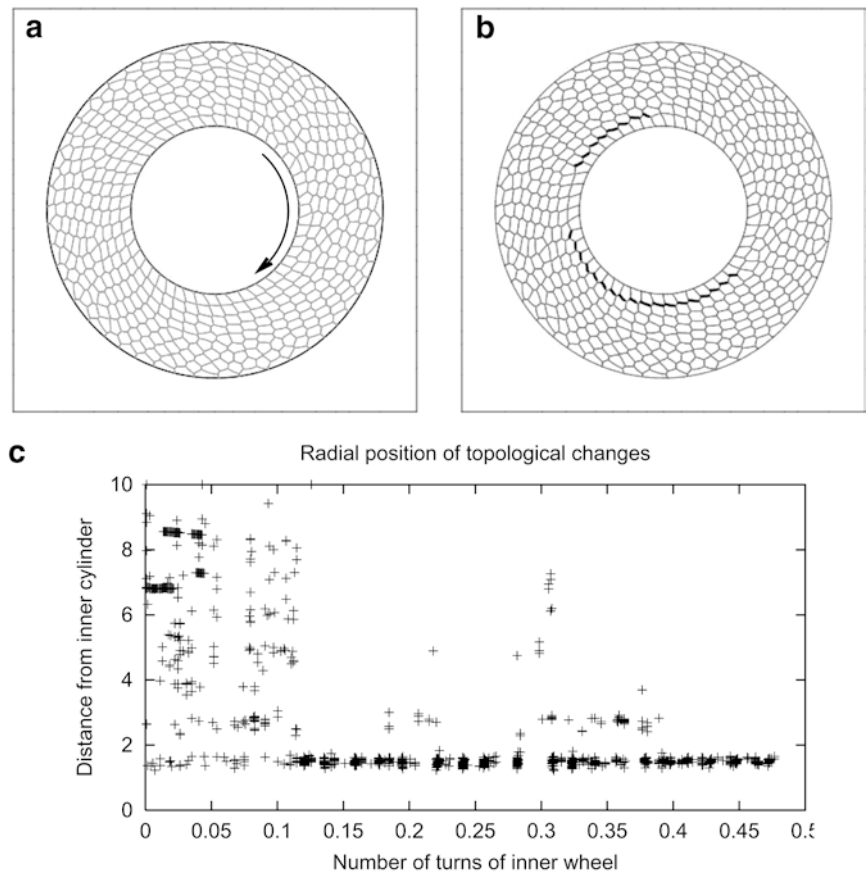 a
b
c
Radial position of topological changes
Distance from inner cylinder
10
8
6
4
2
0
0 0.05 0.1 0.15 0.2 0.25 0.3 0.35 0.4 0.45 0.5
Number of turns of inner wheel